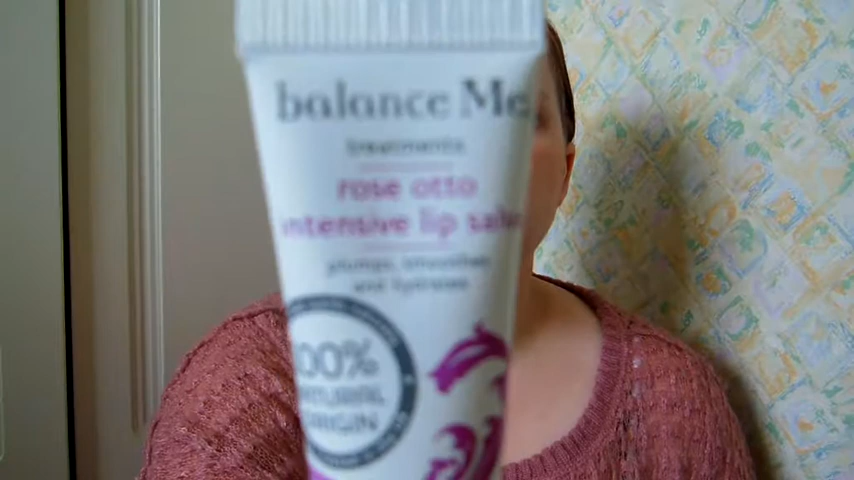 balance Me
treatments
rose otto
intensive lip salve
plumps, smoothes
and hydrates
100%
NATURAL
ORIGIN